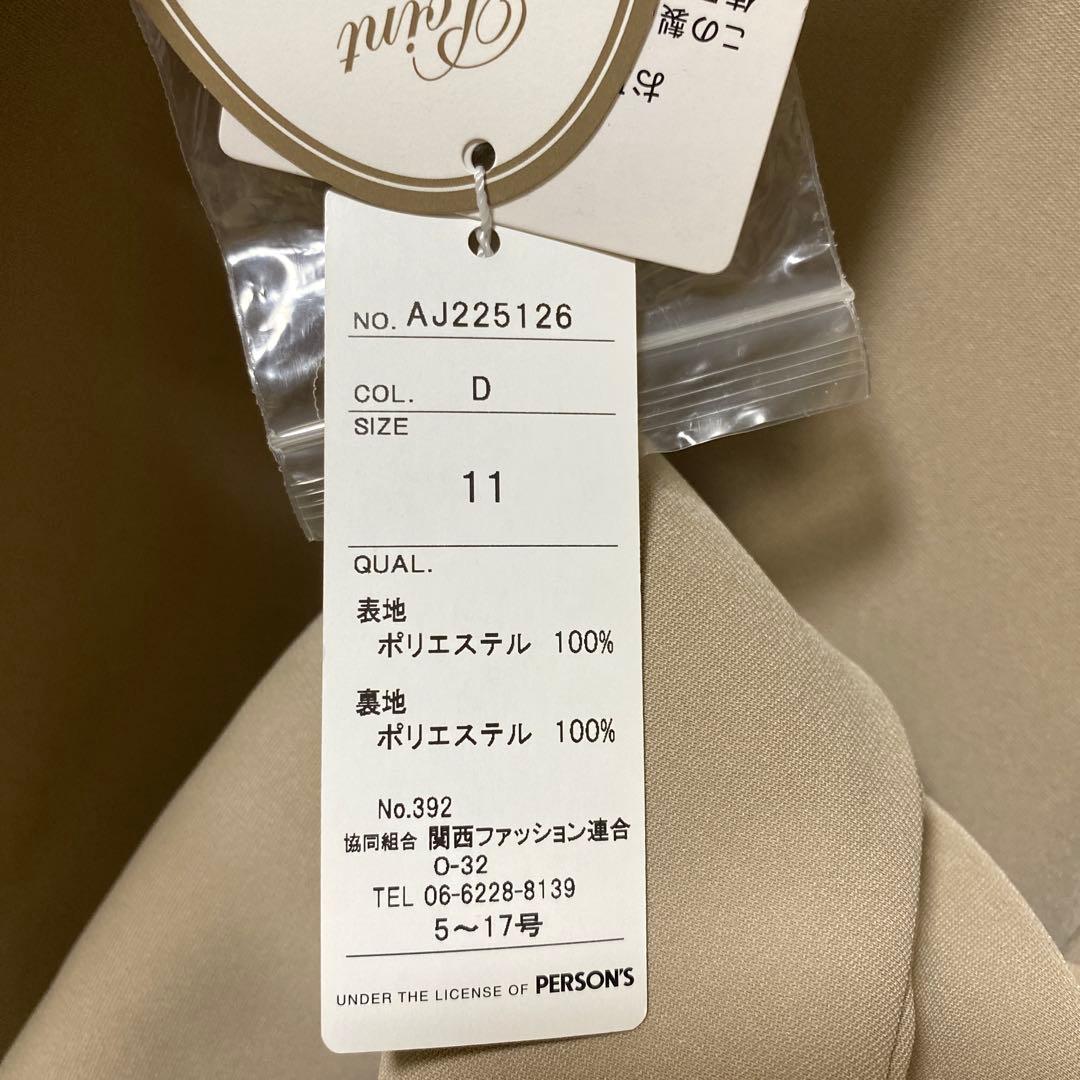 Point
この製
お
NO. AJ225126
COL. D
SIZE
11
QUAL.
表地
ポリエステル 100%
裏地
ポリエステル 100%
No.392
協同組合 関西ファッション連合
O-32
TEL 06-6228-8139
5～17号
UNDER THE LICENSE OF PERSON'S